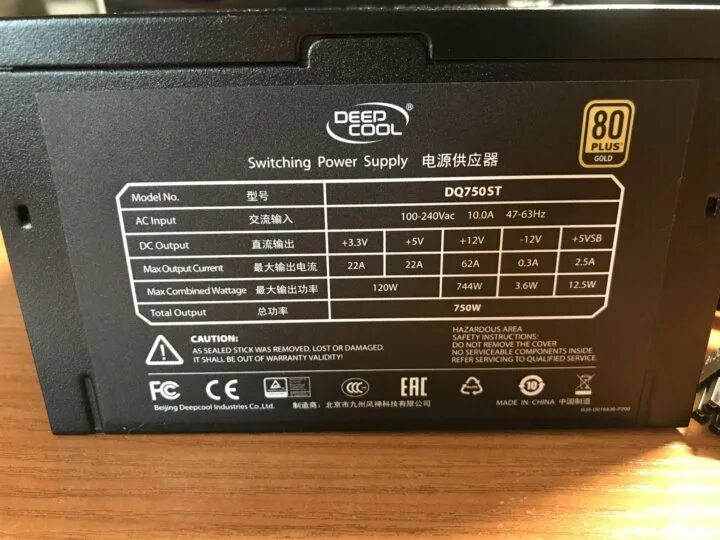 DEEP COOL®
80 PLUS® GOLD
Switching Power Supply 电源供应器
Model No. 型号 DQ750ST
AC Input 交流输入 100-240Vac 10.0A 47-63Hz
DC Output 直流输出 +3.3V +5V +12V -12V +5VSB
Max Output Current 最大输出电流 22A 22A 62A 0.3A 2.5A
Max Combined Wattage 最大输出功率 120W 744W 3.6W 12.5W
Total Output 总功率 750W
CAUTION:
AS SEALED STICK WAS REMOVED, LOST OR DAMAGED.
IT SHALL BE OUT OF WARRANTY VALIDITY!
HAZARDOUS AREA
SAFETY INSTRUCTIONS:
DO NOT REMOVE THE COVER
NO SERVICEABLE COMPONENTS INSIDE.
REFER SERVICING TO QUALIFIED SERVICE.
FC CE CCC EAC 10
Beijing Deepcool Industries Co.,Ltd.
制造商：北京市九州风神科技有限公司
MADE IN CHINA 中国制造